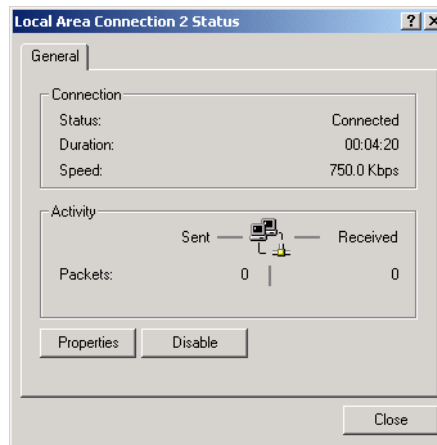 Local Area Connection 2 Status
General
Connection
Status: Connected
Duration: 00:04:20
Speed: 750.0 Kbps
Activity
Sent Received
Packets: 0 0
Properties Disable
Close